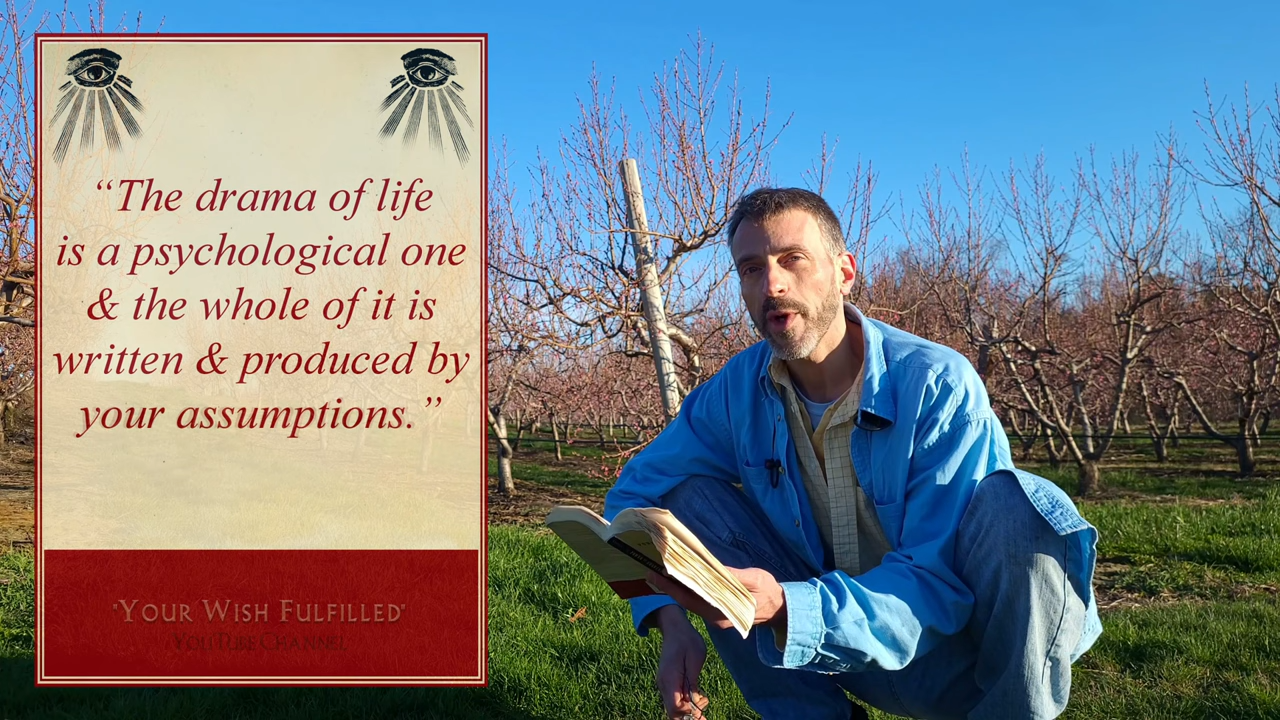 “The drama of life
is a psychological one
& the whole of it is
written & produced by
your assumptions.”
"Your Wish Fulfilled"
YouTube Channel